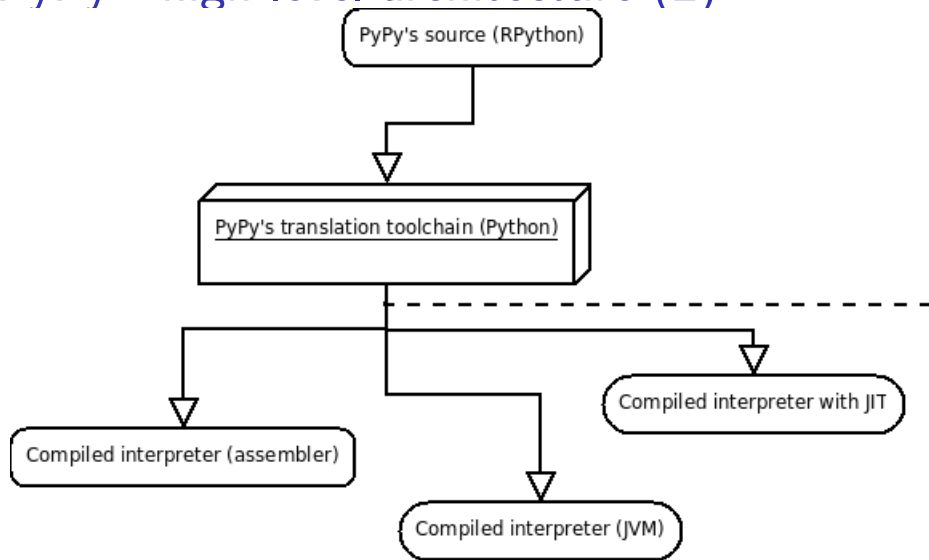 PyPy's source (RPython)
PyPy's translation toolchain (Python)
Compiled interpreter with JIT
Compiled interpreter (assembler)
Compiled interpreter (JVM)